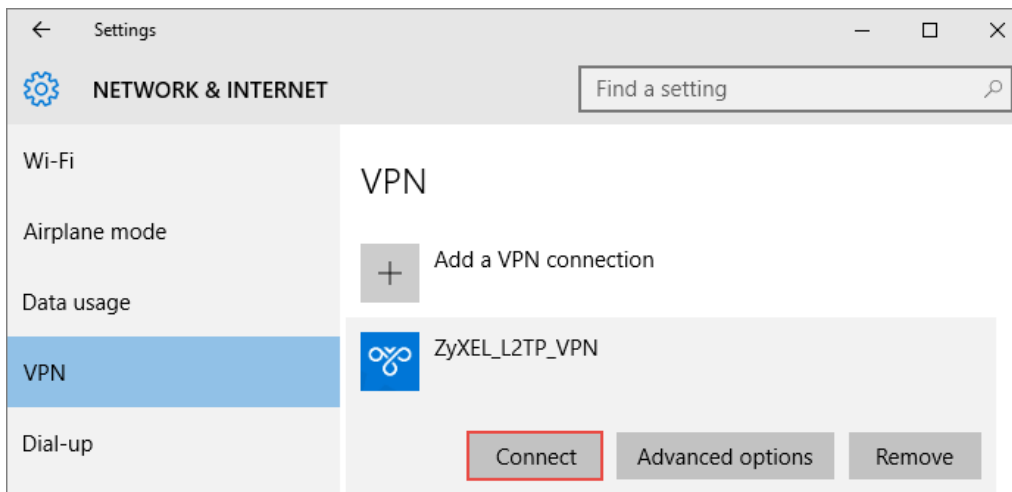 Settings
NETWORK & INTERNET
Find a setting
Wi-Fi
Airplane mode
Data usage
VPN
Dial-up
VPN
Add a VPN connection
ZyXEL_L2TP_VPN
Connect Advanced options Remove